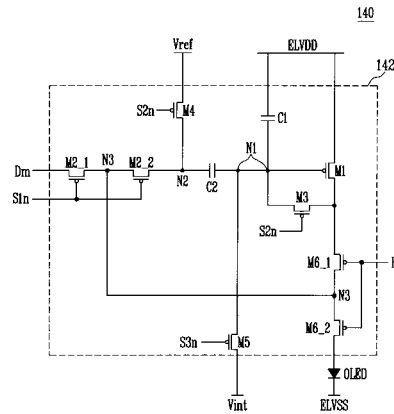 140
Vref
ELVDD
142
S2n
M4
C1
N1
Dm
M2_1
N3
M2_2
N2
C2
M1
S1n
M3
S2n
M6_1
N3
M6_2
S3n
M5
OLED
Vint
ELVSS